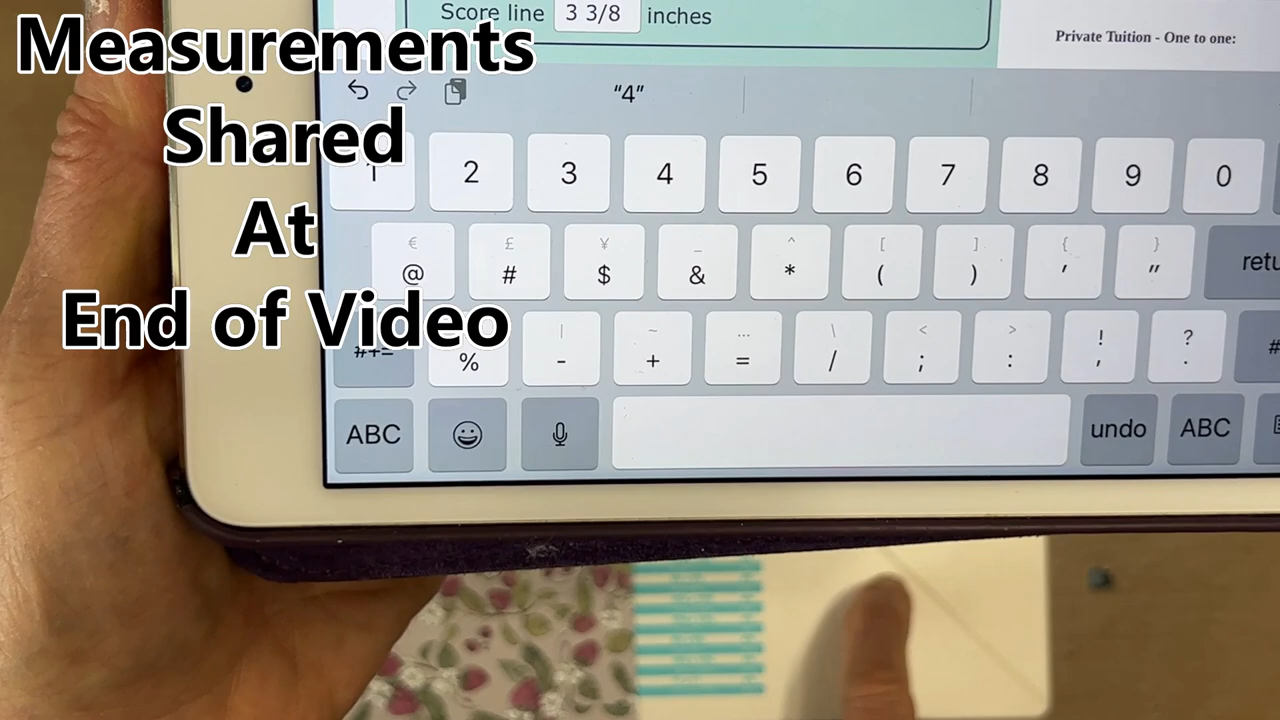 Measurements
Shared
At
End of Video
Score line 3 3/8 inches
Private Tuition - One to one:
“4”
1 2 3 4 5 6 7 8 9 0
€ £ ¥ _ ^ [ ] { }
@ # $ & * ( ) ' "
retu
| ~ ... \ < > ! ?
#+= % - + = / ; : , .
#
ABC undo ABC